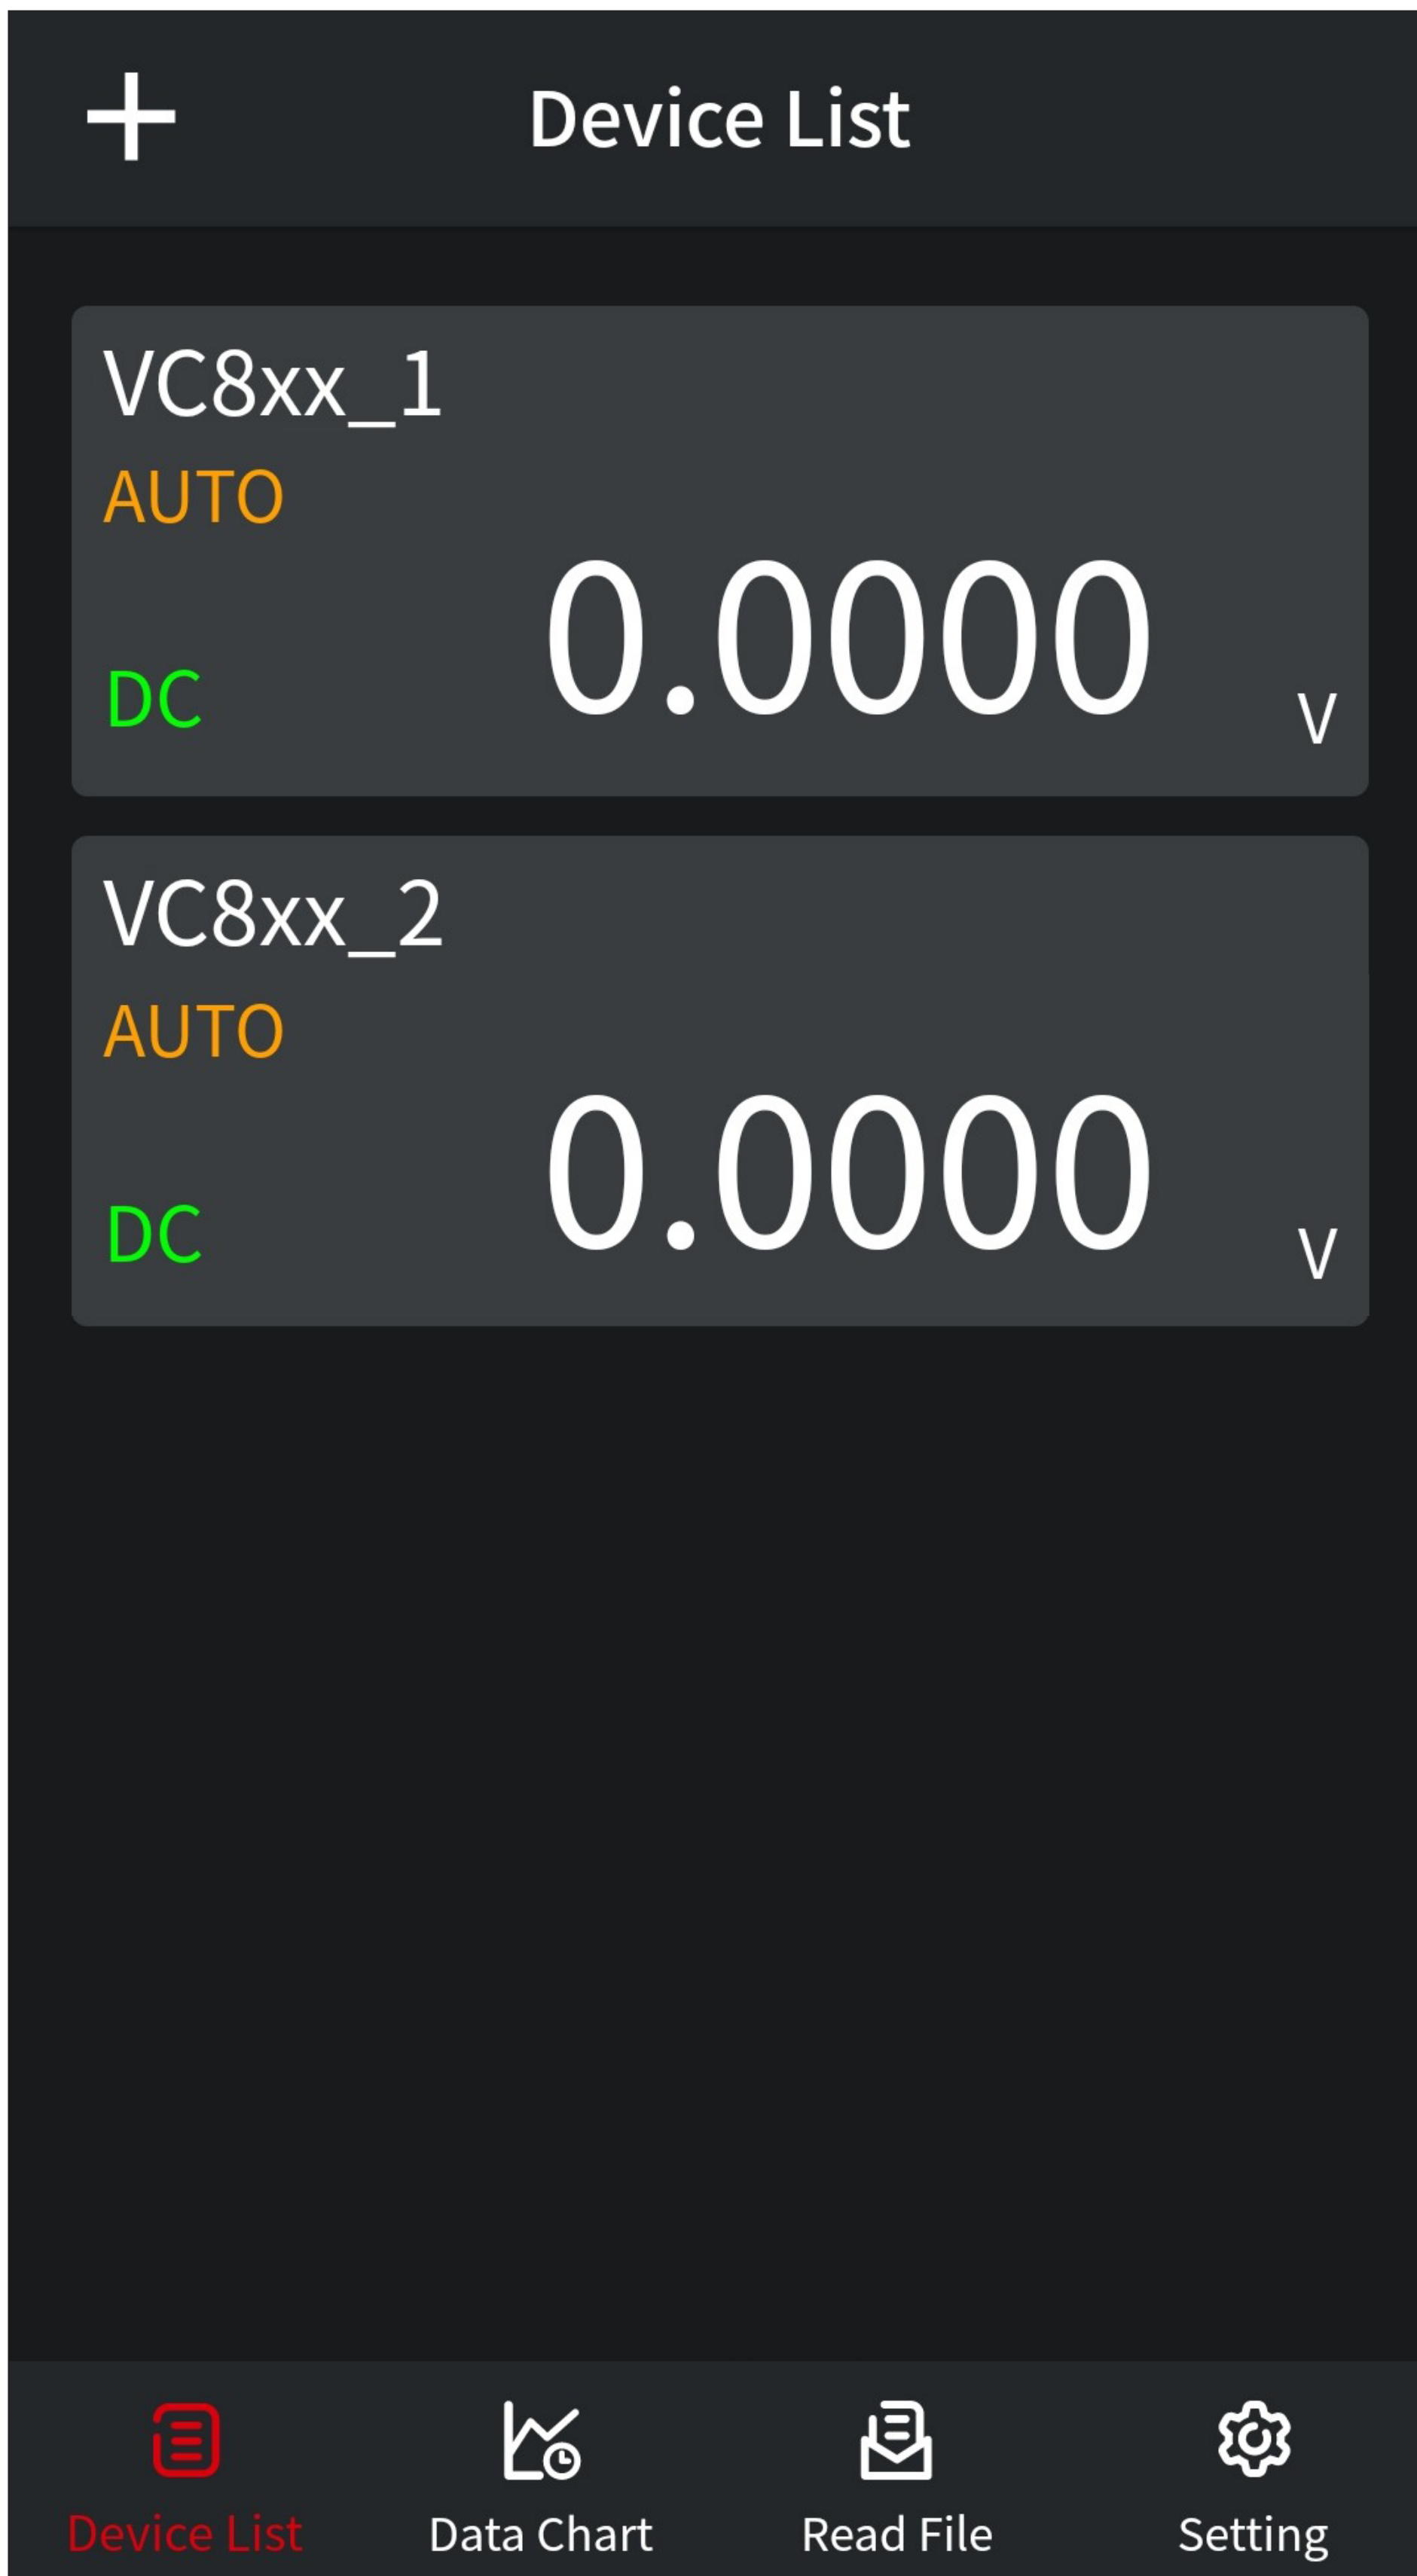 Device List
VC8xx_1
AUTO
DC 0.0000 V
VC8xx_2
AUTO
DC 0.0000 V
Device List Data Chart Read File Setting